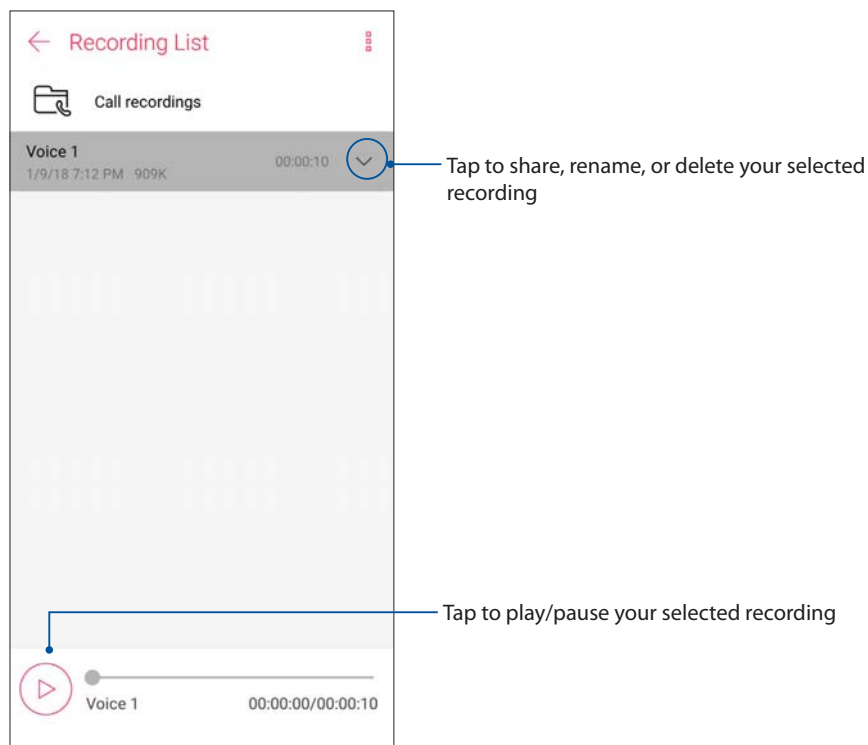 Recording List
Call recordings
Voice 1
00:00:10
1/9/18 7:12 PM 909K
Tap to share, rename, or delete your selected
recording
Tap to play/pause your selected recording
Voice 1
00:00:00/00:00:10